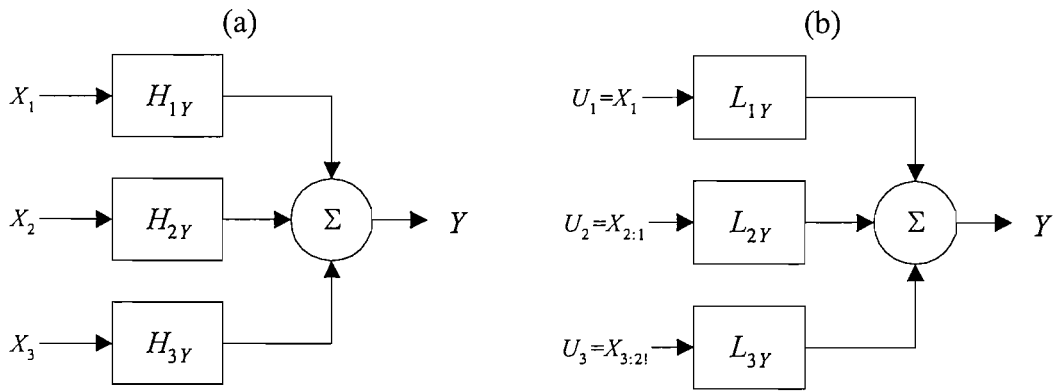 (a)
X₁
H₁Y
X₂
H₂Y
Σ
Y
X₃
H₃Y
(b)
U₁=X₁
L₁Y
U₂=X₂:₁
L₂Y
Σ
Y
U₃=X₃:₂!
L₃Y